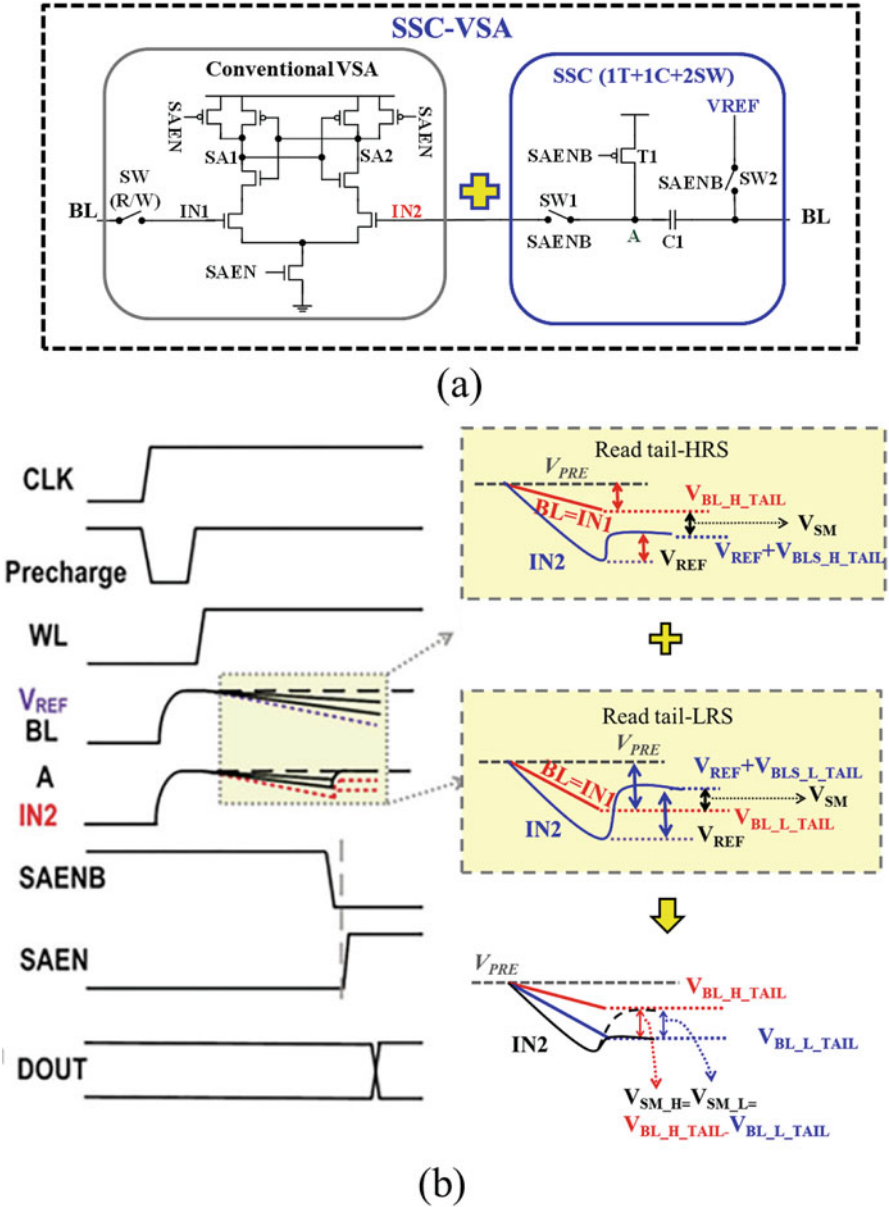 SSC-VSA
Conventional VSA
SSC (1T+1C+2SW)
VREF
SAEN
SAEN
SAENB
T1
SA1
SA2
SAENB
SW2
SW
(R/W)
SW1
BL
IN1
IN2
BL
SAENB
A
C1
SAEN
(a)
CLK
Precharge
WL
VREF
BL
A
IN2
SAENB
SAEN
DOUT
Read tail-HRS
VPRE
VBL_H_TAIL
BL=IN1
VSM
IN2
VREF
VREF+VBLS_H_TAIL
Read tail-LRS
VPRE
VREF+VBLS_L_TAIL
BL=IN1
VSM
IN2
VBL_L_TAIL
VREF
VPRE
VBL_H_TAIL
IN2
VBL_L_TAIL
VSM_H=VSM_L=
VBL_H_TAIL-VBL_L_TAIL
(b)